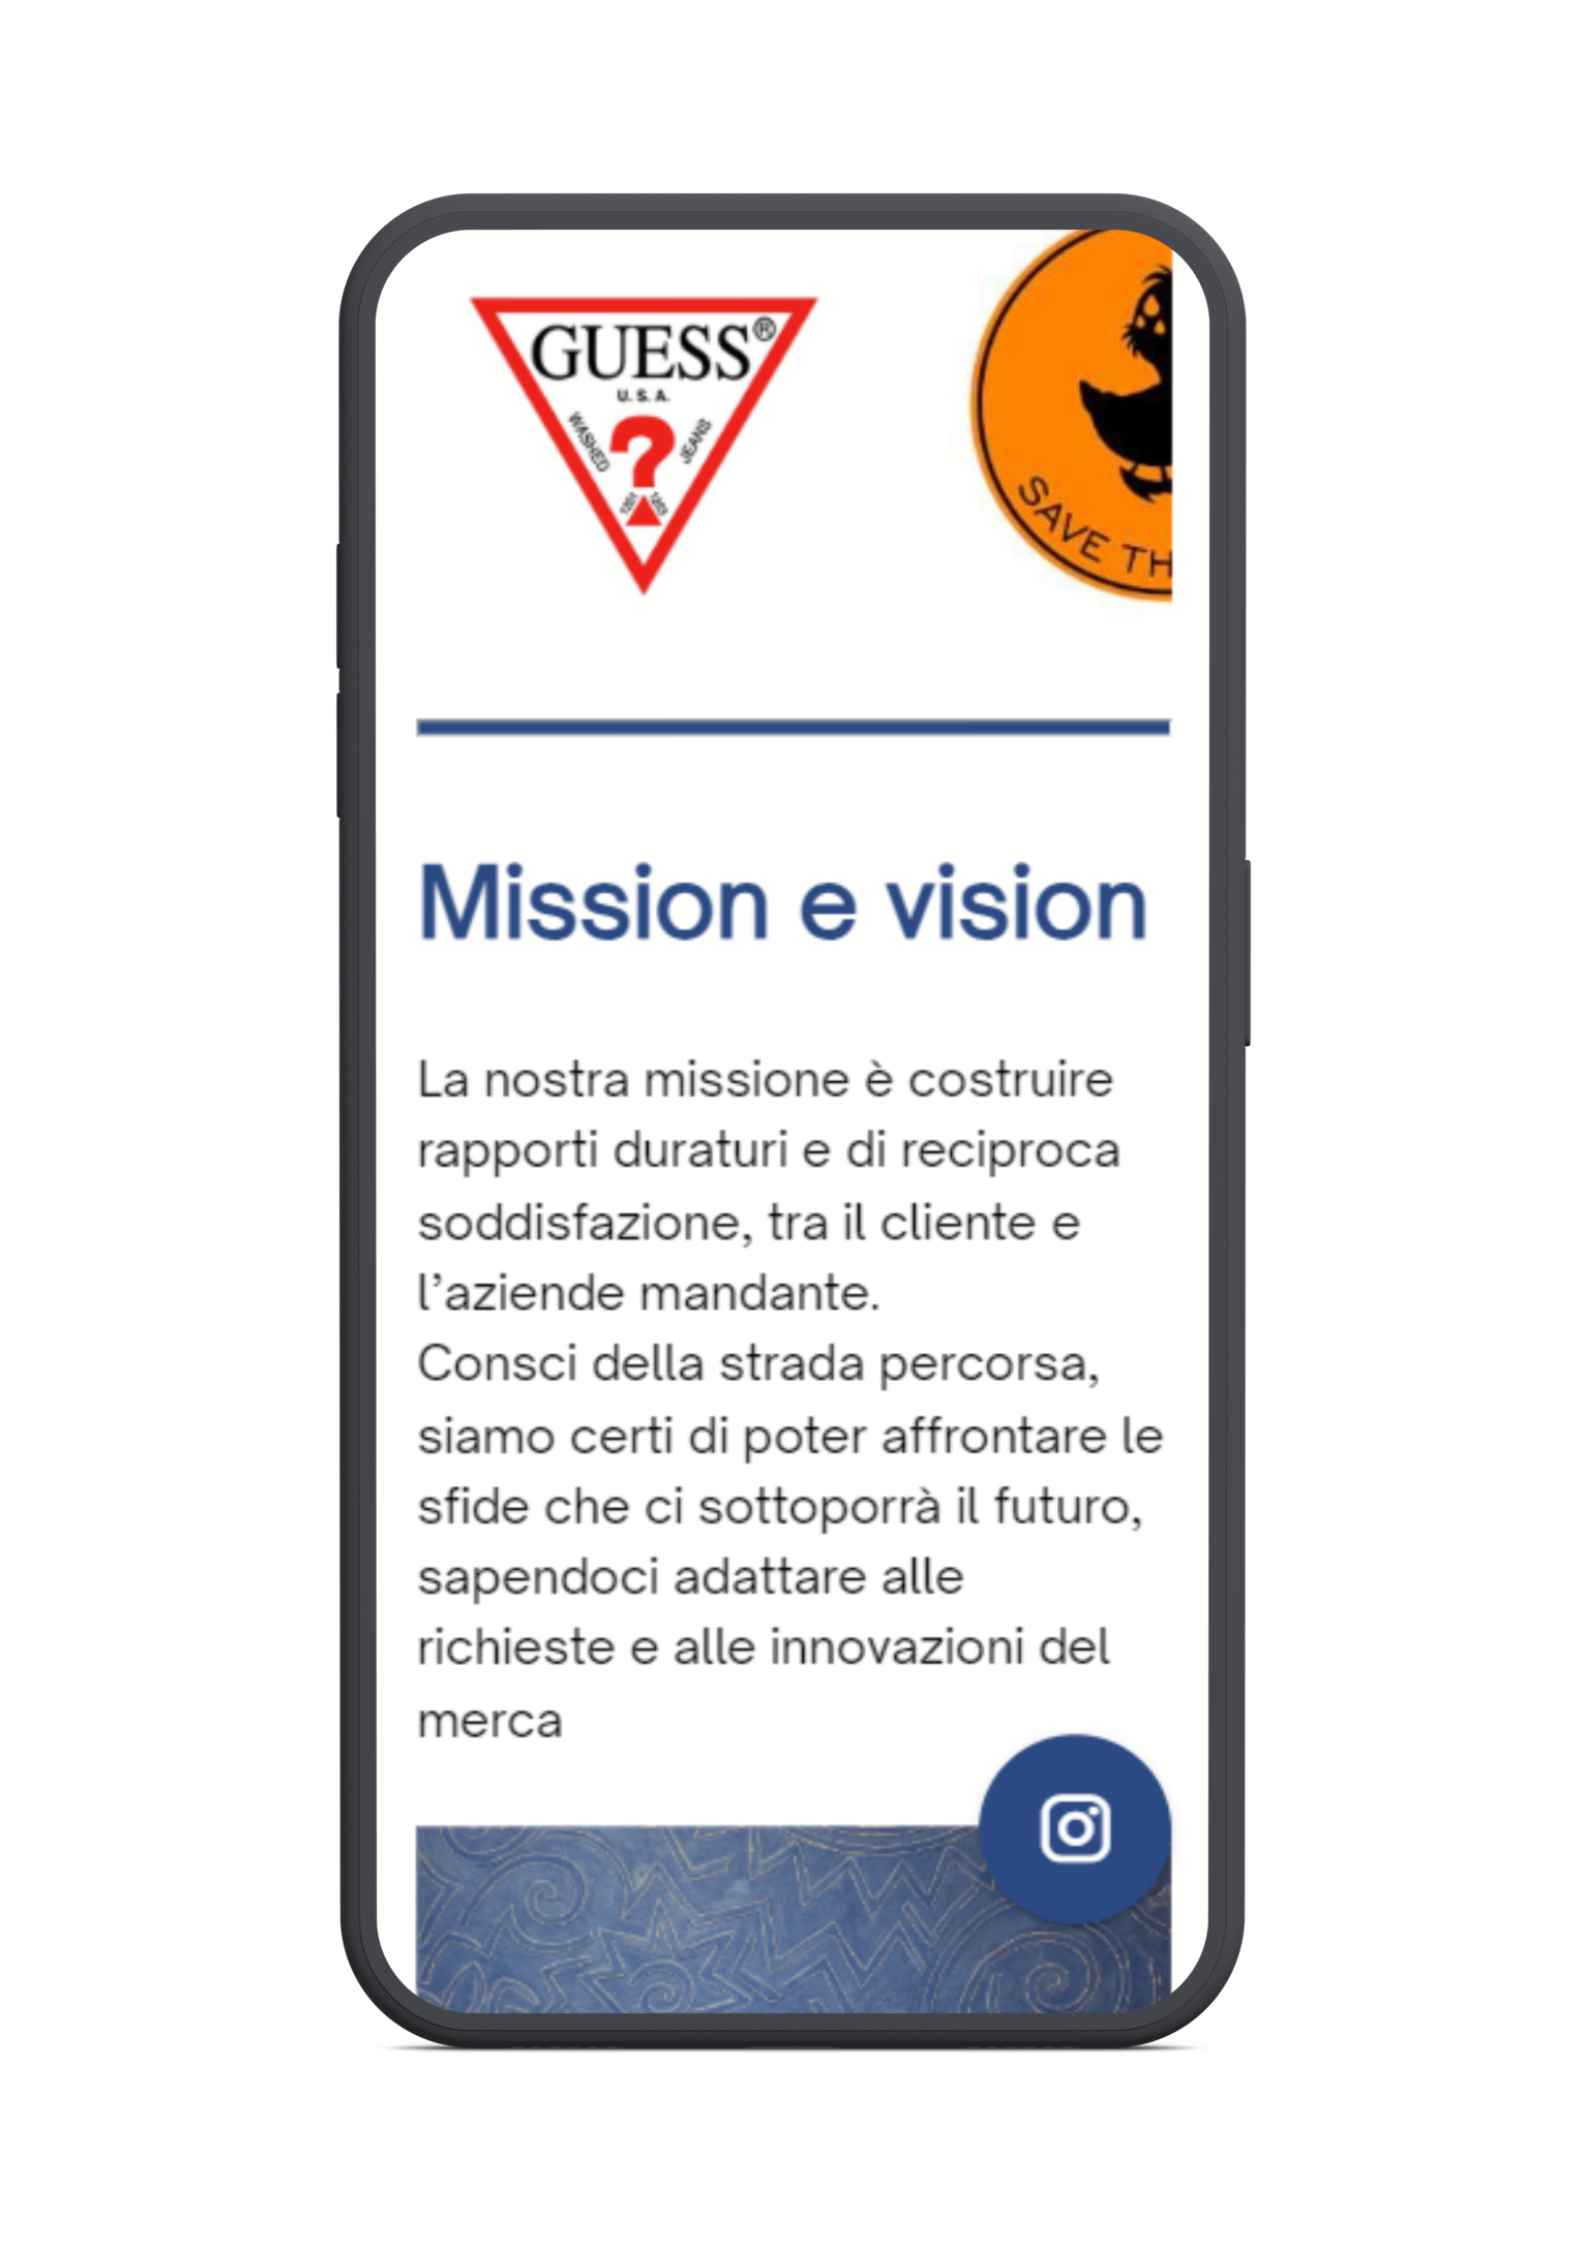 GUESS®
U.S.A.
WASHED
JEANS
?
SAVE TH
Mission e vision
La nostra missione è costruire
rapporti duraturi e di reciproca
soddisfazione, tra il cliente e
l’aziende mandante.
Consci della strada percorsa,
siamo certi di poter affrontare le
sfide che ci sottoporrà il futuro,
sapendoci adattare alle
richieste e alle innovazioni del
merca